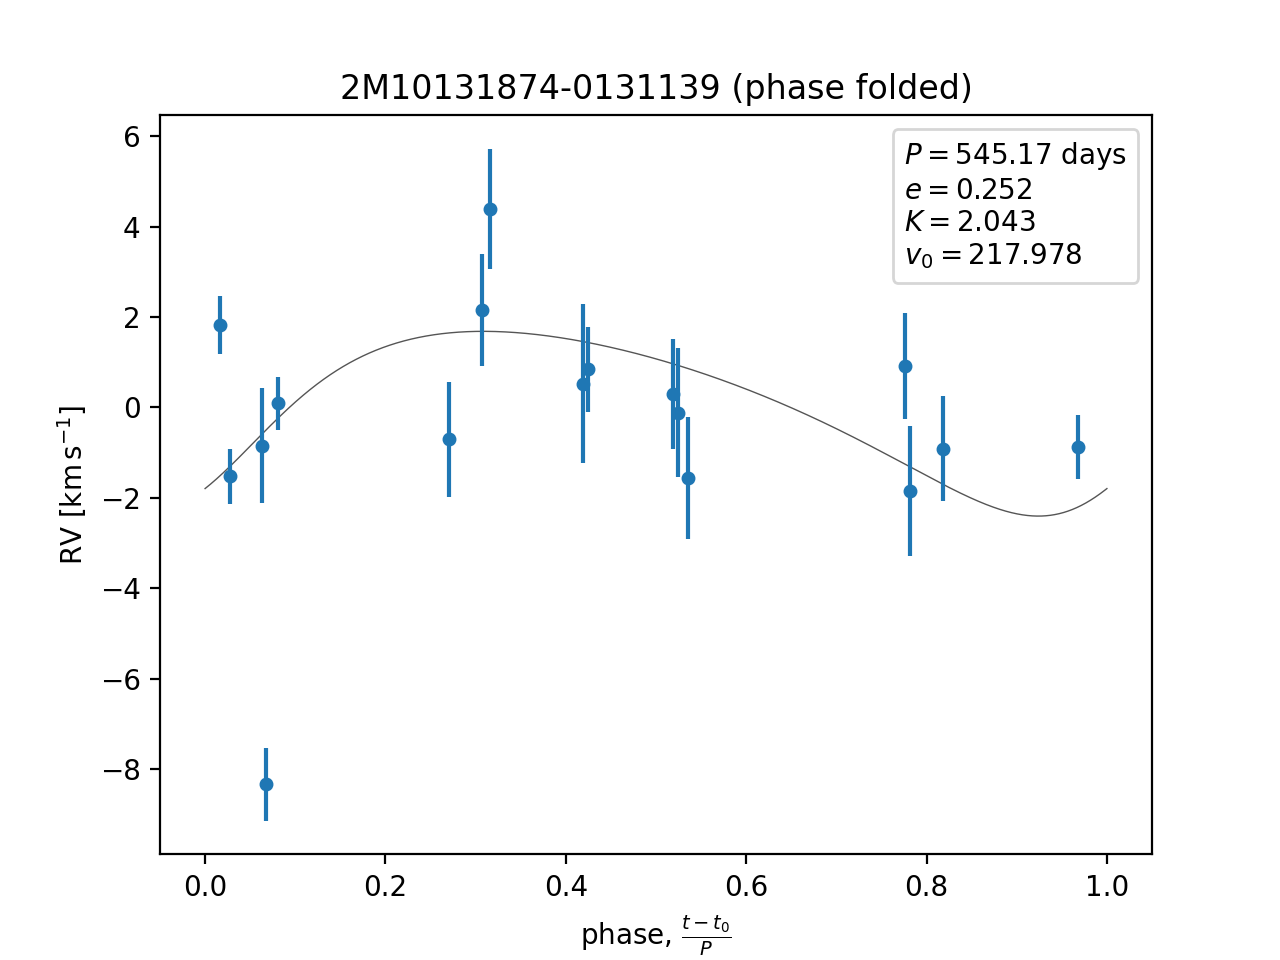 2M10131874-0131139 (phase folded)
P = 545.17 days
e = 0.252
K = 2.043
v₀ = 217.978
6
4
2
0
−2
−4
−6
−8
RV [km s⁻¹]
0.0 0.2 0.4 0.6 0.8 1.0
phase, (t − t₀)/P